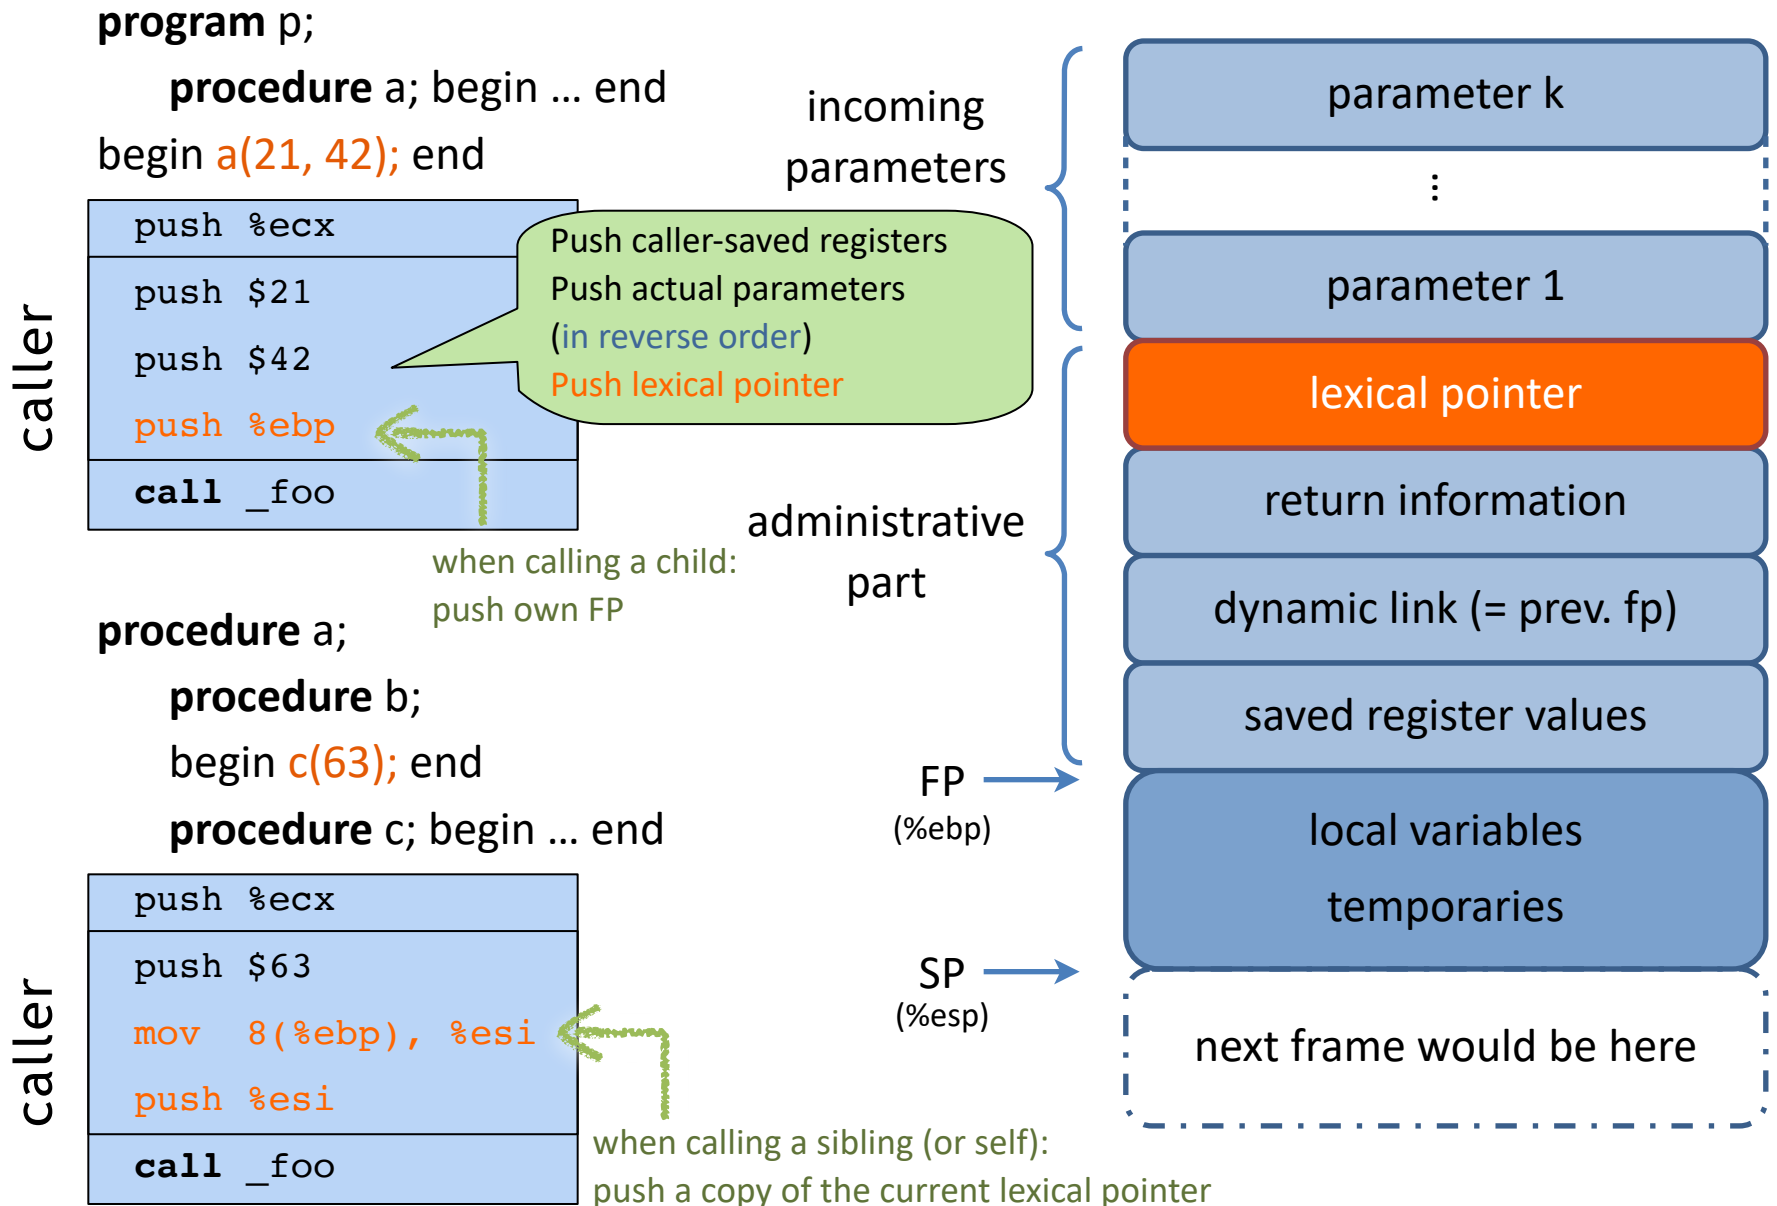 program p;
procedure a; begin … end
begin a(21, 42); end
caller
push %ecx
push $21
push $42
push %ebp
call _foo
Push caller-saved registers
Push actual parameters
(in reverse order)
Push lexical pointer
when calling a child:
push own FP
procedure a;
procedure b;
begin c(63); end
procedure c; begin … end
caller
push %ecx
push $63
mov 8(%ebp), %esi
push %esi
call _foo
when calling a sibling (or self):
push a copy of the current lexical pointer
incoming
parameters
administrative
part
FP
(%ebp)
SP
(%esp)
parameter k
...
parameter 1
lexical pointer
return information
dynamic link (= prev. fp)
saved register values
local variables
temporaries
next frame would be here